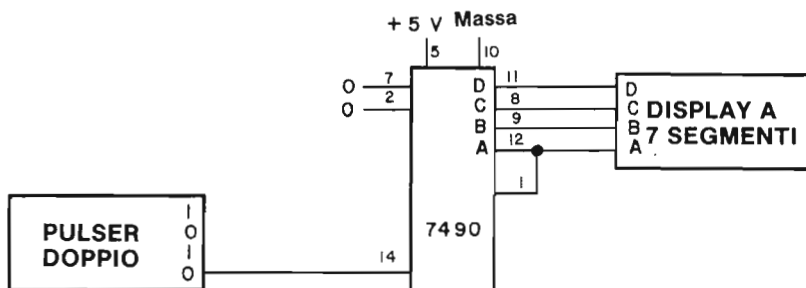 + 5 V Massa
5 10
0 7 D 11 D
0 2 C 8 C DISPLAY A
B 9 B 7 SEGMENTI
A 12 A
1
7490
PULSER DOPPIO
1
0
1
0
14